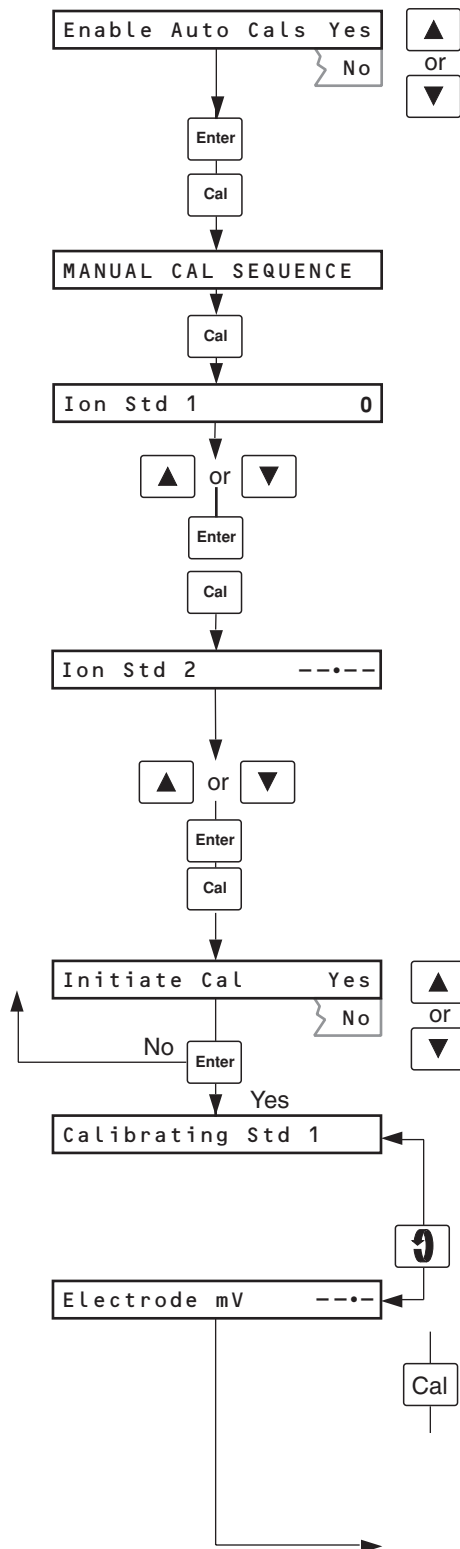 Enable Auto Cals Yes
No
▲
or
▼
Enter
Cal
MANUAL CAL SEQUENCE
Cal
Ion Std 1 0
▲ or ▼
Enter
Cal
Ion Std 2 --.--
▲ or ▼
Enter
Cal
Initiate Cal Yes
No
▲
or
▼
No
Enter
Yes
Calibrating Std 1
Electrode mV --.-
Cal